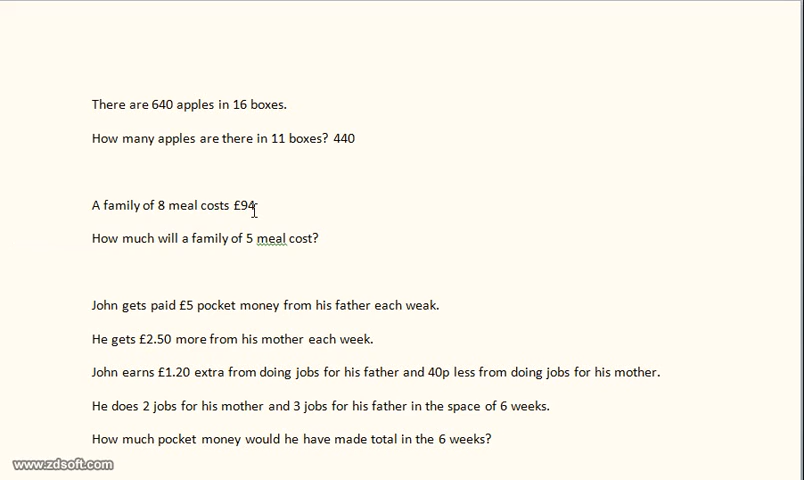 There are 640 apples in 16 boxes.
How many apples are there in 11 boxes? 440
A family of 8 meal costs £94
How much will a family of 5 meal cost?
John gets paid £5 pocket money from his father each weak.
He gets £2.50 more from his mother each week.
John earns £1.20 extra from doing jobs for his father and 40p less from doing jobs for his mother.
He does 2 jobs for his mother and 3 jobs for his father in the space of 6 weeks.
How much pocket money would he have made total in the 6 weeks?
www.zdsoft.com